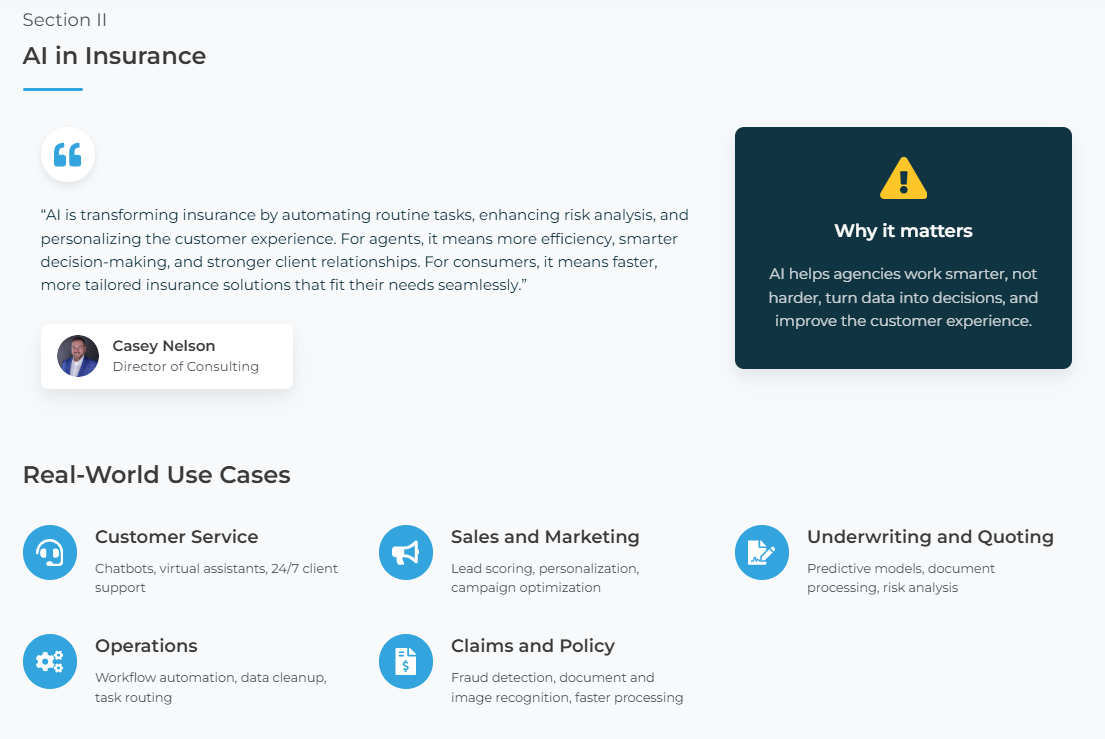 Section II
AI in Insurance
“AI is transforming insurance by automating routine tasks, enhancing risk analysis, and
personalizing the customer experience. For agents, it means more efficiency, smarter
decision-making, and stronger client relationships. For consumers, it means faster,
more tailored insurance solutions that fit their needs seamlessly.”
Casey Nelson
Director of Consulting
Why it matters
AI helps agencies work smarter, not
harder, turn data into decisions, and
improve the customer experience.
Real-World Use Cases
Customer Service
Chatbots, virtual assistants, 24/7 client
support
Sales and Marketing
Lead scoring, personalization,
campaign optimization
Underwriting and Quoting
Predictive models, document
processing, risk analysis
Operations
Workflow automation, data cleanup,
task routing
Claims and Policy
Fraud detection, document and
image recognition, faster processing